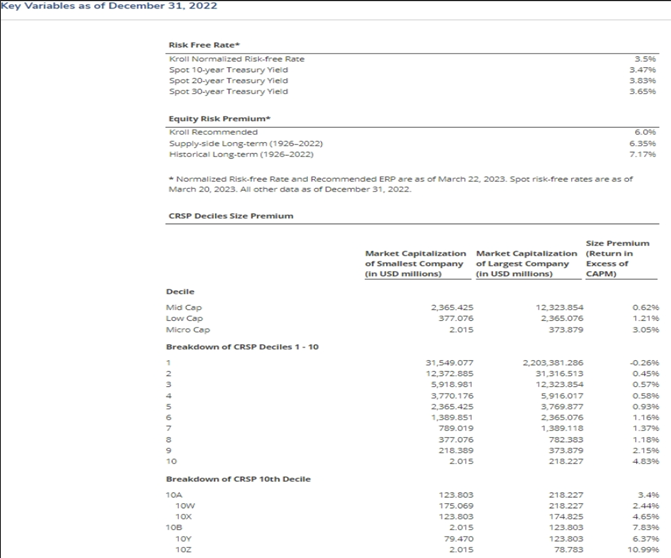 Key Variables as of December 31, 2022
Risk Free Rate*
Kroll Normalized Risk-free Rate 3.5%
Spot 10-year Treasury Yield 3.47%
Spot 20-year Treasury Yield 3.83%
Spot 30-year Treasury Yield 3.65%
Equity Risk Premium*
Kroll Recommended 6.0%
Supply-side Long-term (1926–2022) 6.35%
Historical Long-term (1926–2022) 7.17%
* Normalized Risk-free Rate and Recommended ERP are as of March 22, 2023. Spot risk-free rates are as of
March 20, 2023. All other data as of December 31, 2022.
CRSP Deciles Size Premium
Size Premium
Market Capitalization Market Capitalization (Return in
of Smallest Company of Largest Company Excess of
(in USD millions) (in USD millions) CAPM)
Decile
Mid Cap 2,365.425 12,323.854 0.62%
Low Cap 377.076 2,365.076 1.21%
Micro Cap 2.015 373.879 3.05%
Breakdown of CRSP Deciles 1 - 10
1 31,549.077 2,203,381.286 -0.26%
2 12,372.885 31,316.513 0.45%
3 5,918.981 12,323.854 0.57%
4 3,770.176 5,916.017 0.58%
5 2,365.425 3,769.877 0.93%
6 1,389.851 2,365.076 1.16%
7 789.019 1,389.118 1.37%
8 377.076 782.383 1.18%
9 218.389 373.879 2.15%
10 2.015 218.227 4.83%
Breakdown of CRSP 10th Decile
10A 123.803 218.227 3.4%
10W 175.069 218.227 2.44%
10X 123.803 174.825 4.65%
10B 2.015 123.803 7.83%
10Y 79.470 123.803 6.37%
10Z 2.015 78.783 10.99%